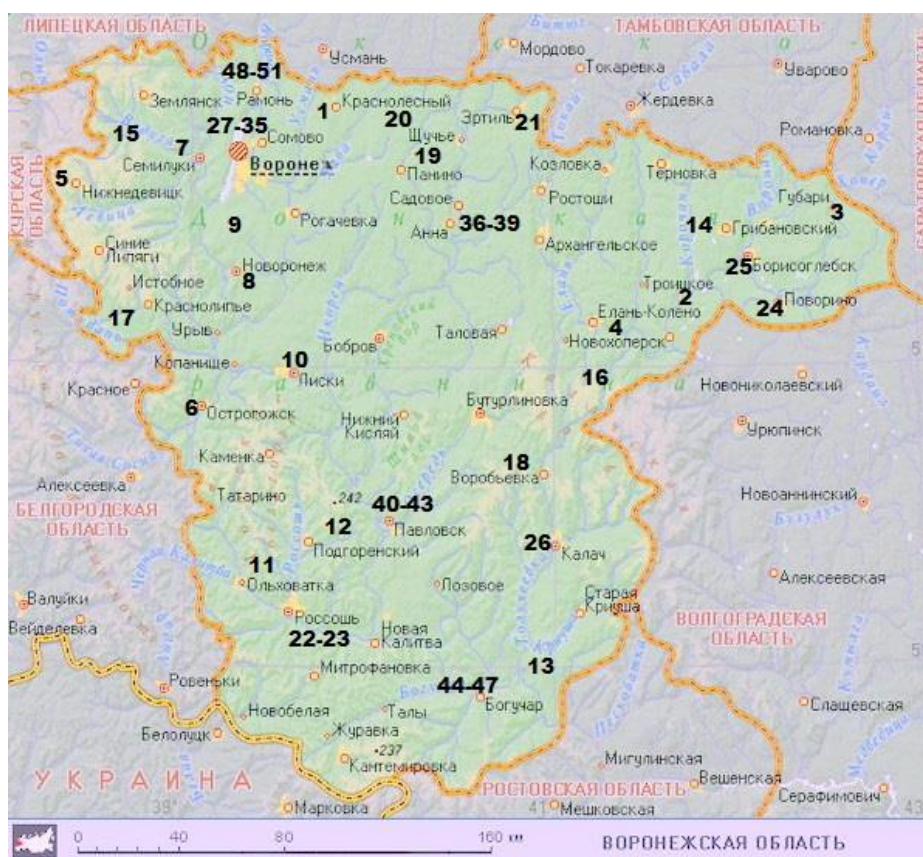 ЛИПЕЦКАЯ ОБЛАСТЬ
ТАМБОВСКАЯ ОБЛАСТЬ
О к с к о -
Усмань
Мордово
Токаревка
Уварово
48-51
Рамонь
Землянск
1
Краснолесный
20
Эртиль
21
Жердевка
Романовка
15
27-35
Сомово
7
Семилуки
Воронеж
Щучье
19
Панино
Козловка
Терновка
КУРСКАЯ ОБЛАСТЬ
5
Нижнедевицк
Девица
Рогачевка
Садовое
Анна
36-39
Ростоши
Архангельское
Губари
3
14
Грибановский
Д о н с к а я
9
Синие Липяги
8
Нововоронеж
25
Борисоглебск
Истобное
Троицкое
2
24
Поворино
17
Краснолипье
Урыв
Елань-Колено
4
Новохоперск
Таловая
Бобров
Копанище
10
Лиски
Красное
р а в н и н а
16
Новониколаевский
6
Острогожск
Нижний Кисляй
Бутурлиновка
Урюпинск
Каменка
18
Воробьевка
Алексеевка
Татарино
242
40-43
Павловск
Новоаннинский
БЕЛГОРОДСКАЯ ОБЛАСТЬ
12
Подгоренский
26
Калач
11
Ольховатка
Лозовое
Алексеевская
Валуйки
Вейделевка
Россошь
Старая Криуша
ВОЛГОГРАДСКАЯ ОБЛАСТЬ
22-23
Новая Калитва
Митрофановка
13
44-47
Богучар
Ровеньки
Новобелая
Талы
Слащевская
Белолуцк
Журавка
237
Кантемировка
Мигулинская
УКРАИНА
РОСТОВСКАЯ ОБЛАСТЬ
Вешенская
Серафимович
39°
Марковка
41
Мешковская
43
0 40 80 160 км
ВОРОНЕЖСКАЯ ОБЛАСТЬ